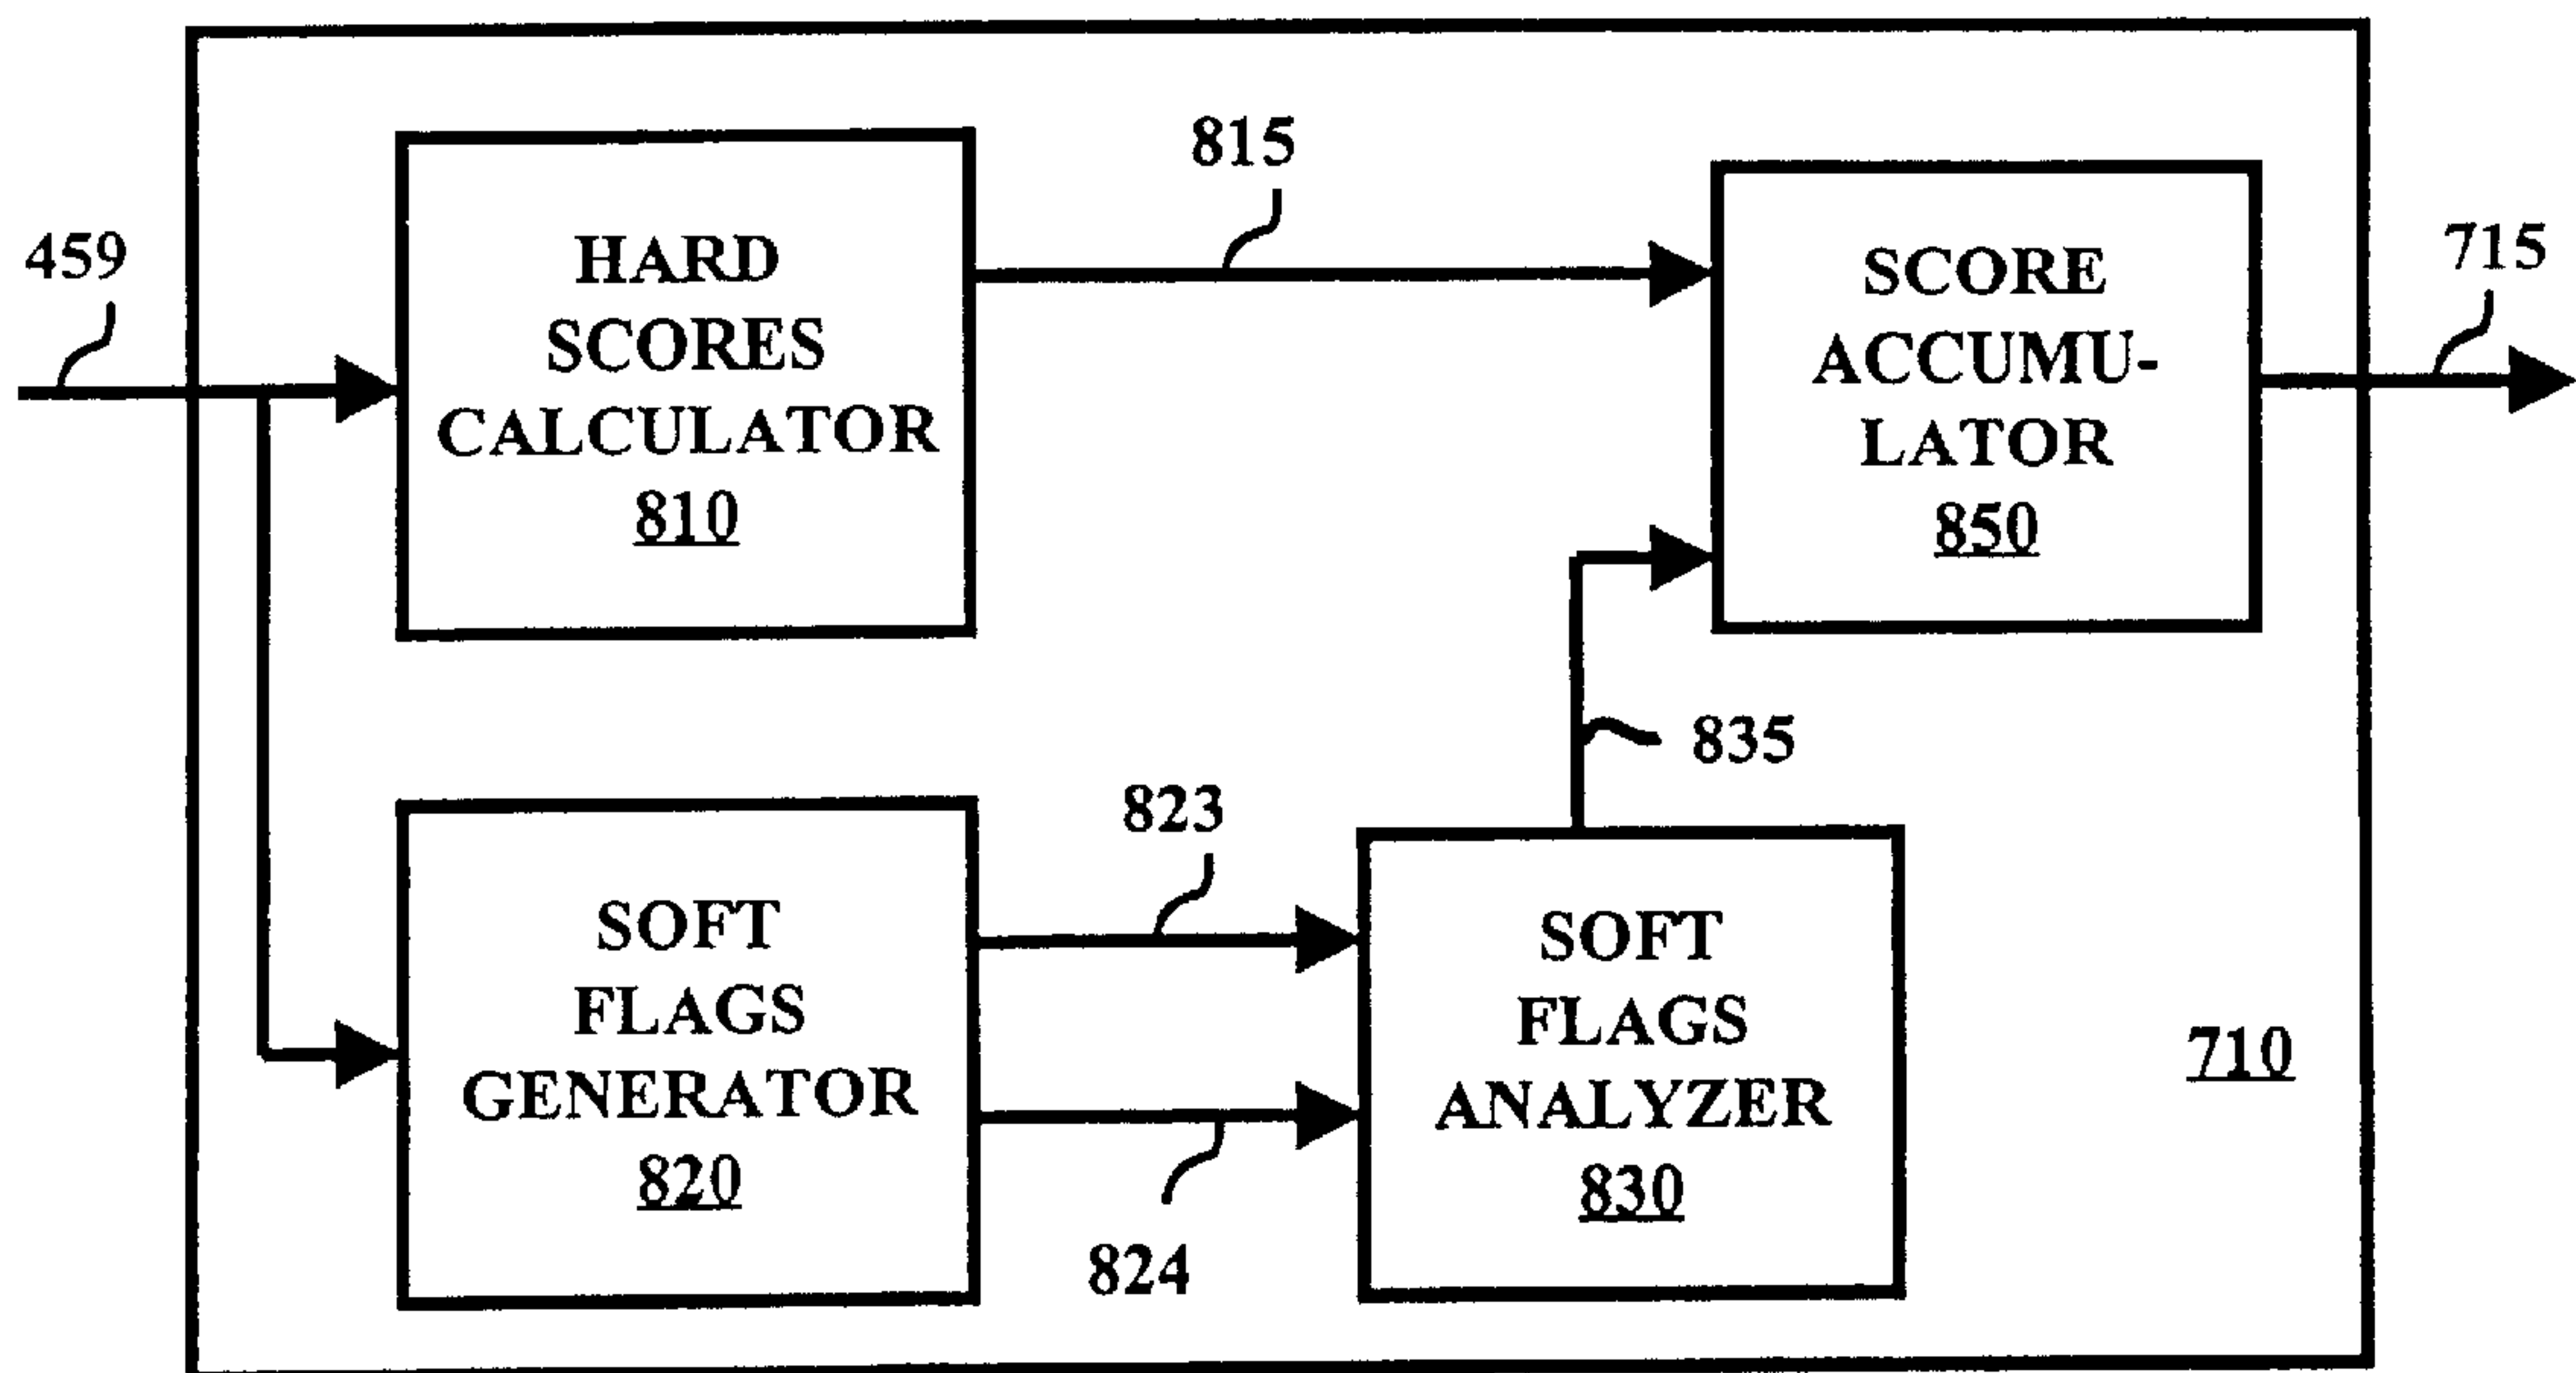 815
459
HARD
SCORES
CALCULATOR
810
SCORE
ACCUMU-
LATOR
850
715
835
823
SOFT
FLAGS
GENERATOR
820
824
SOFT
FLAGS
ANALYZER
830
710